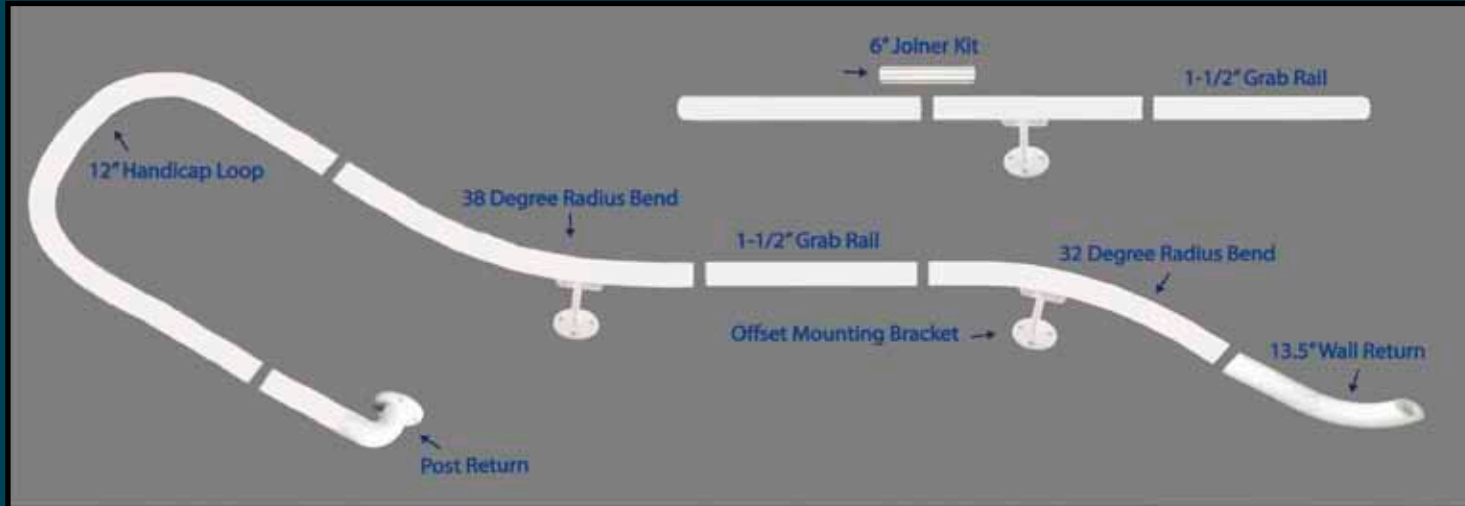 6" Joiner Kit
1-1/2" Grab Rail
12" Handicap Loop
38 Degree Radius Bend
1-1/2" Grab Rail
32 Degree Radius Bend
Offset Mounting Bracket
13.5" Wall Return
Post Return